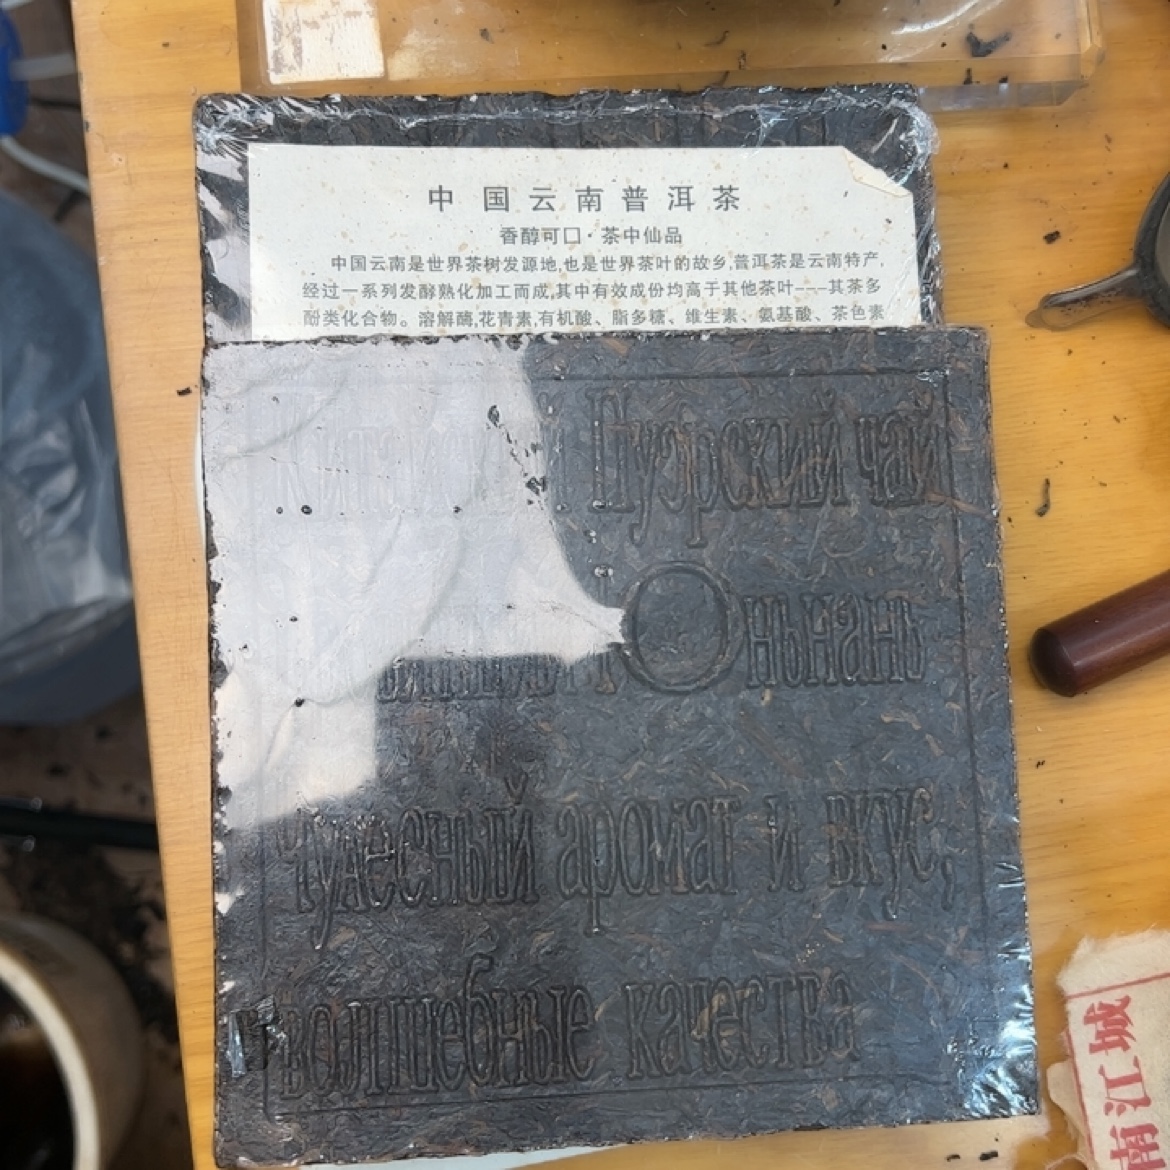 中国云南普洱茶
香醇可口·茶中仙品
中国云南是世界茶树发源地,也是世界茶叶的故乡,普洱茶是云南特产,
经过一系列发酵熟化加工而成,其中有效成份均高于其他茶叶——其茶多
酚类化合物。溶解酶,花青素,有机酸、脂多糖、维生素、氨基酸、茶色素
Китайский Пуэрский чай
Юньнань
Чудесный аромат и вкус,
волшебные качества
江城